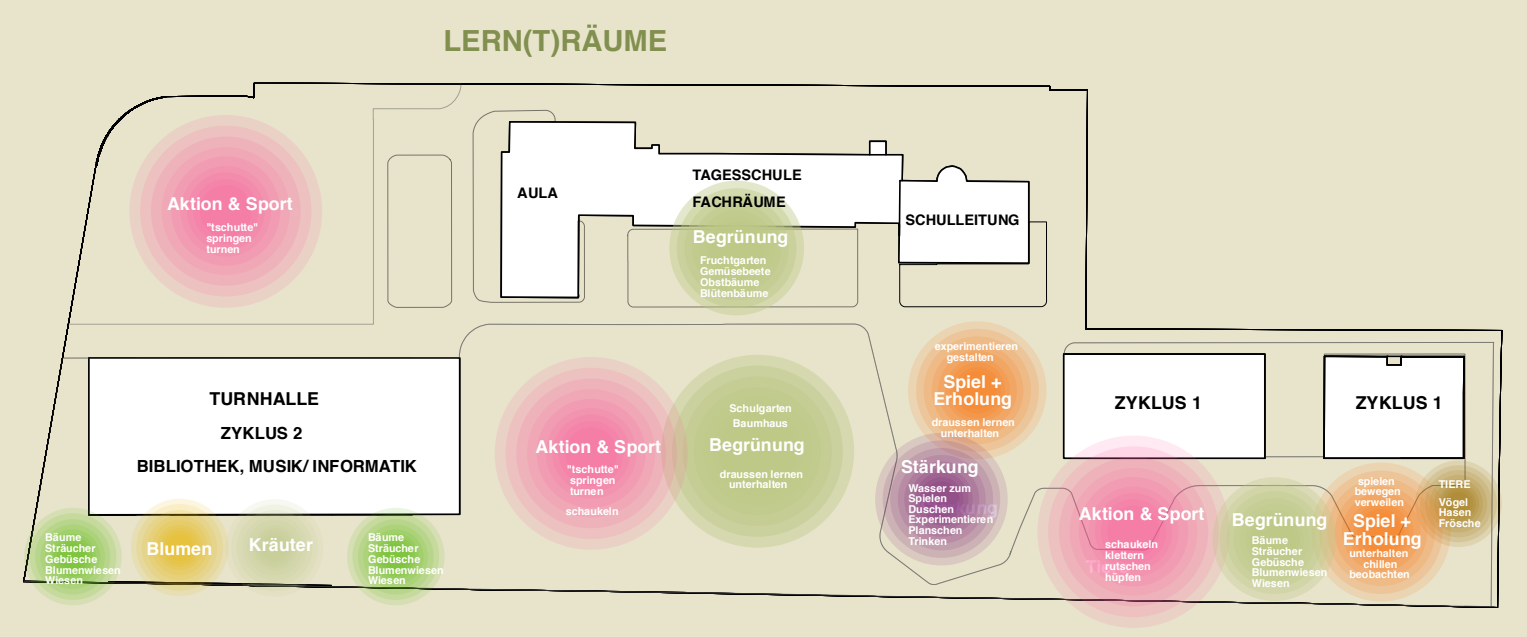 LERN(T)RÄUME
Aktion & Sport
"tschutte"
springen
turnen
AULA
TAGESSCHULE
FACHRÄUME
SCHULLEITUNG
Begrünung
Fruchtgarten
Gemüsebeete
Obstbäume
Blütenbäume
TURNHALLE
ZYKLUS 2
BIBLIOTHEK, MUSIK/ INFORMATIK
Aktion & Sport
"tschutte"
springen
turnen
schaukeln
Schulgarten
Baumhaus
Begrünung
draussen lernen
unterhalten
experimentieren
gestalten
Spiel +
Erholung
draussen lernen
unterhalten
Stärkung
Wasser zum
Spielen
Duschen
Experimentieren
Planschen
Trinken
ZYKLUS 1
ZYKLUS 1
Bäume
Sträucher
Gebüsche
Blumenwiesen
Wiesen
Blumen
Kräuter
Bäume
Sträucher
Gebüsche
Blumenwiesen
Wiesen
Aktion & Sport
schaukeln
klettern
rutschen
hüpfen
Begrünung
Bäume
Sträucher
Gebüsche
Blumenwiesen
Wiesen
spielen
bewegen
verweilen
Spiel +
Erholung
unterhalten
chillen
beobachten
TIERE
Vögel
Hasen
Frösche